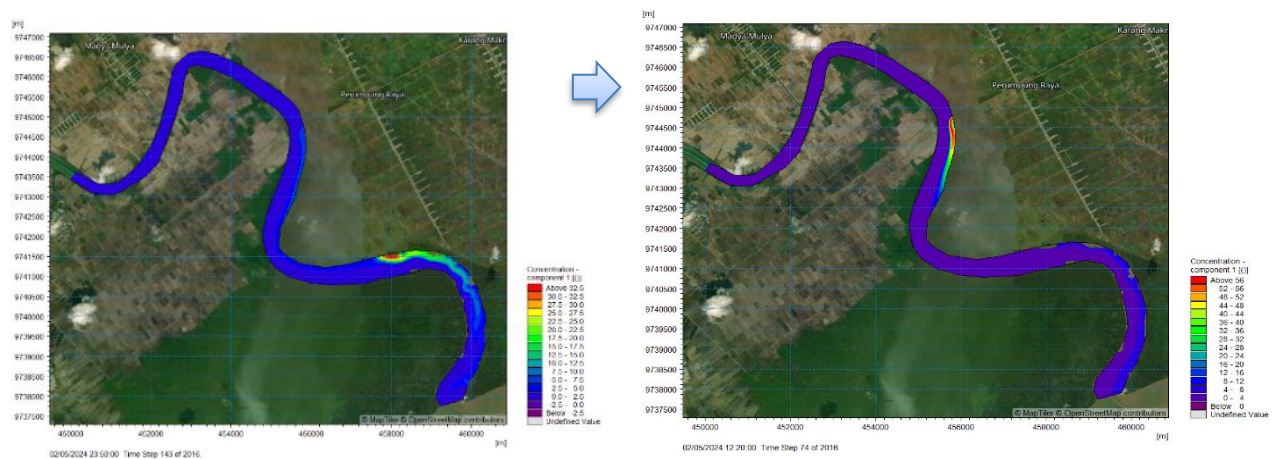 [m]
9747000
9746500
9746000
9745500
9745000
9744500
9744000
9743500
9743000
9742500
9742000
9741500
9741000
9740500
9740000
9739500
9739000
9738500
9738000
9737500
Madya Mulya
Karang Makr
Perumpung Raya
© MapTiler © OpenStreetMap contributors
450000 452000 454000 456000 458000 460000
[m]
02/05/2024 23:50:00 Time Step 143 of 2016.
Concentration -
component 1 [()]
Above 32.5
30.0 - 32.5
27.5 - 30.0
25.0 - 27.5
22.5 - 25.0
20.0 - 22.5
17.5 - 20.0
15.0 - 17.5
12.5 - 15.0
10.0 - 12.5
7.5 - 10.0
5.0 - 7.5
2.5 - 5.0
0.0 - 2.5
-2.5 - 0.0
Below -2.5
Undefined Value
[m]
9747000
9746500
9746000
9745500
9745000
9744500
9744000
9743500
9743000
9742500
9742000
9741500
9741000
9740500
9740000
9739500
9739000
9738500
9738000
9737500
Madya Mulya
Karang Makr
Perumpung Raya
© MapTiler © OpenStreetMap contributors
450000 452000 454000 456000 458000 460000
[m]
02/05/2024 12:20:00 Time Step 74 of 2016.
Concentration -
component 1 [()]
Above 56
52 - 56
48 - 52
44 - 48
40 - 44
36 - 40
32 - 36
28 - 32
24 - 28
20 - 24
16 - 20
12 - 16
8 - 12
4 - 8
0 - 4
Below 0
Undefined Value